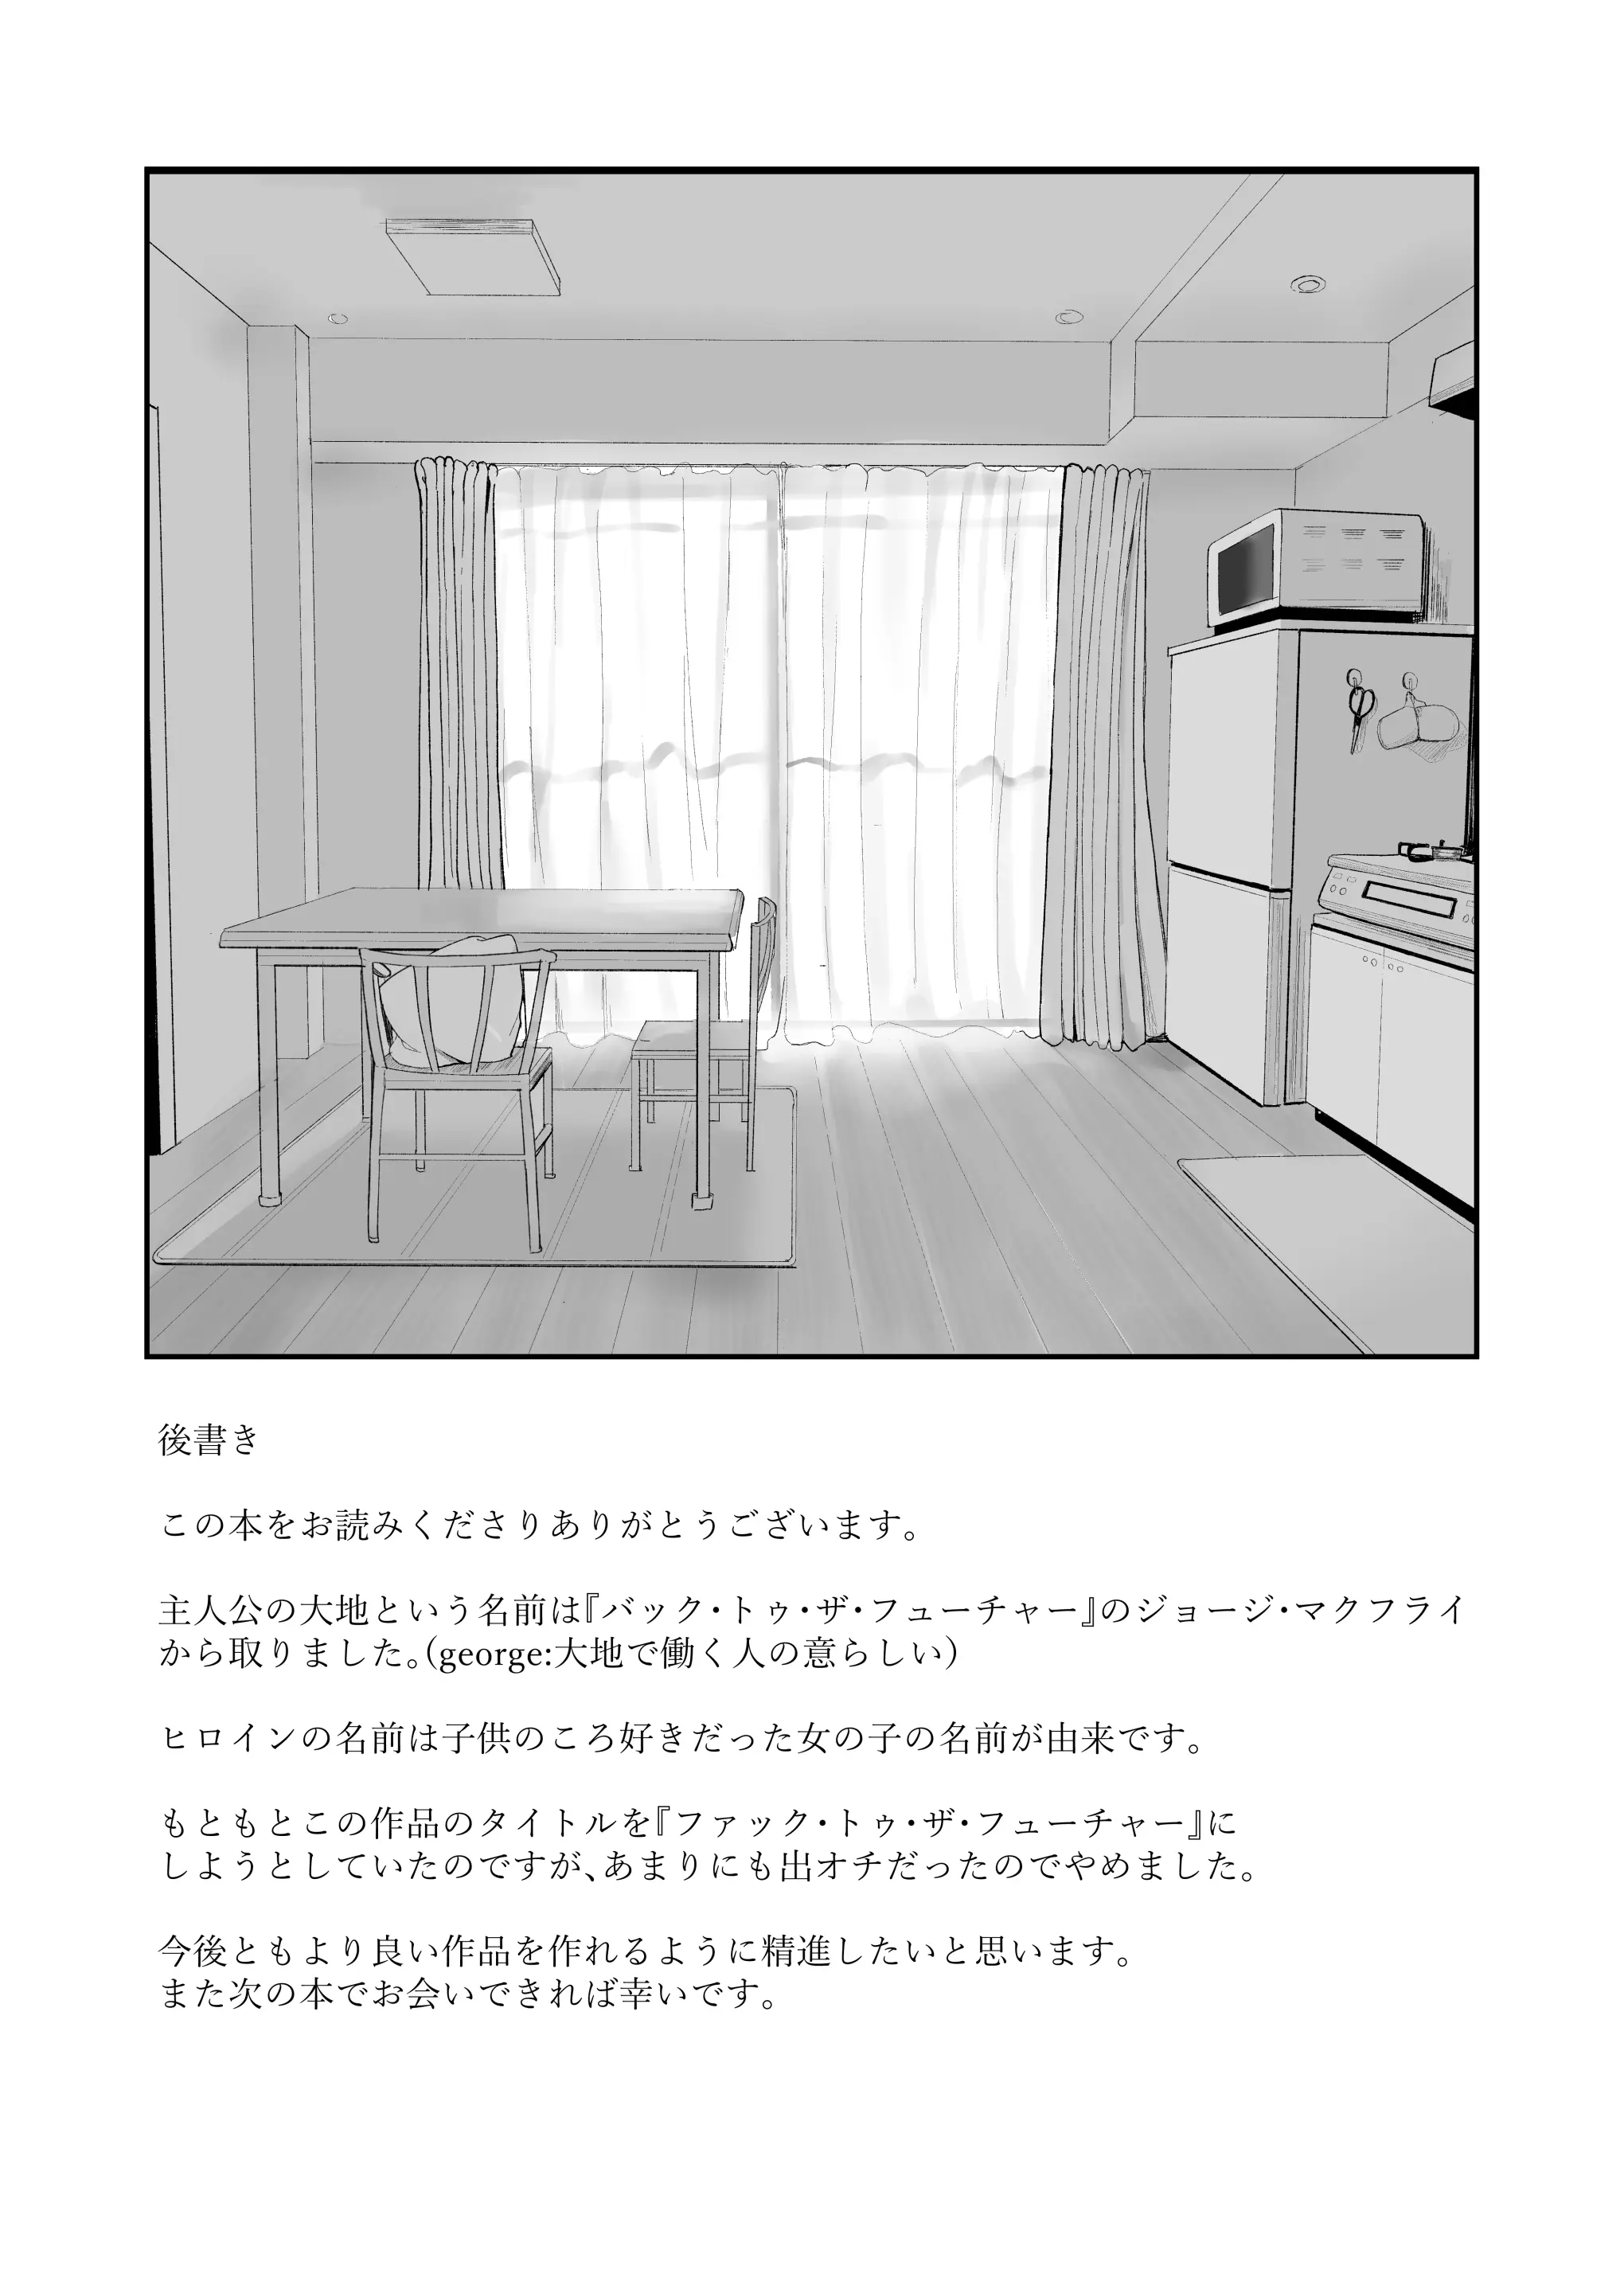 後書き
この本をお読みくださりありがとうございます。
主人公の大地という名前は『バック・トゥ・ザ・フューチャー』のジョージ・マクフライ
から取りました。(george:大地で働く人の意らしい)
ヒロインの名前は子供のころ好きだった女の子の名前が由来です。
もともとこの作品のタイトルを『ファック・トゥ・ザ・フューチャー』に
しようとしていたのですが、あまりにも出オチだったのでやめました。
今後ともより良い作品を作れるように精進したいと思います。
また次の本でお会いできれば幸いです。